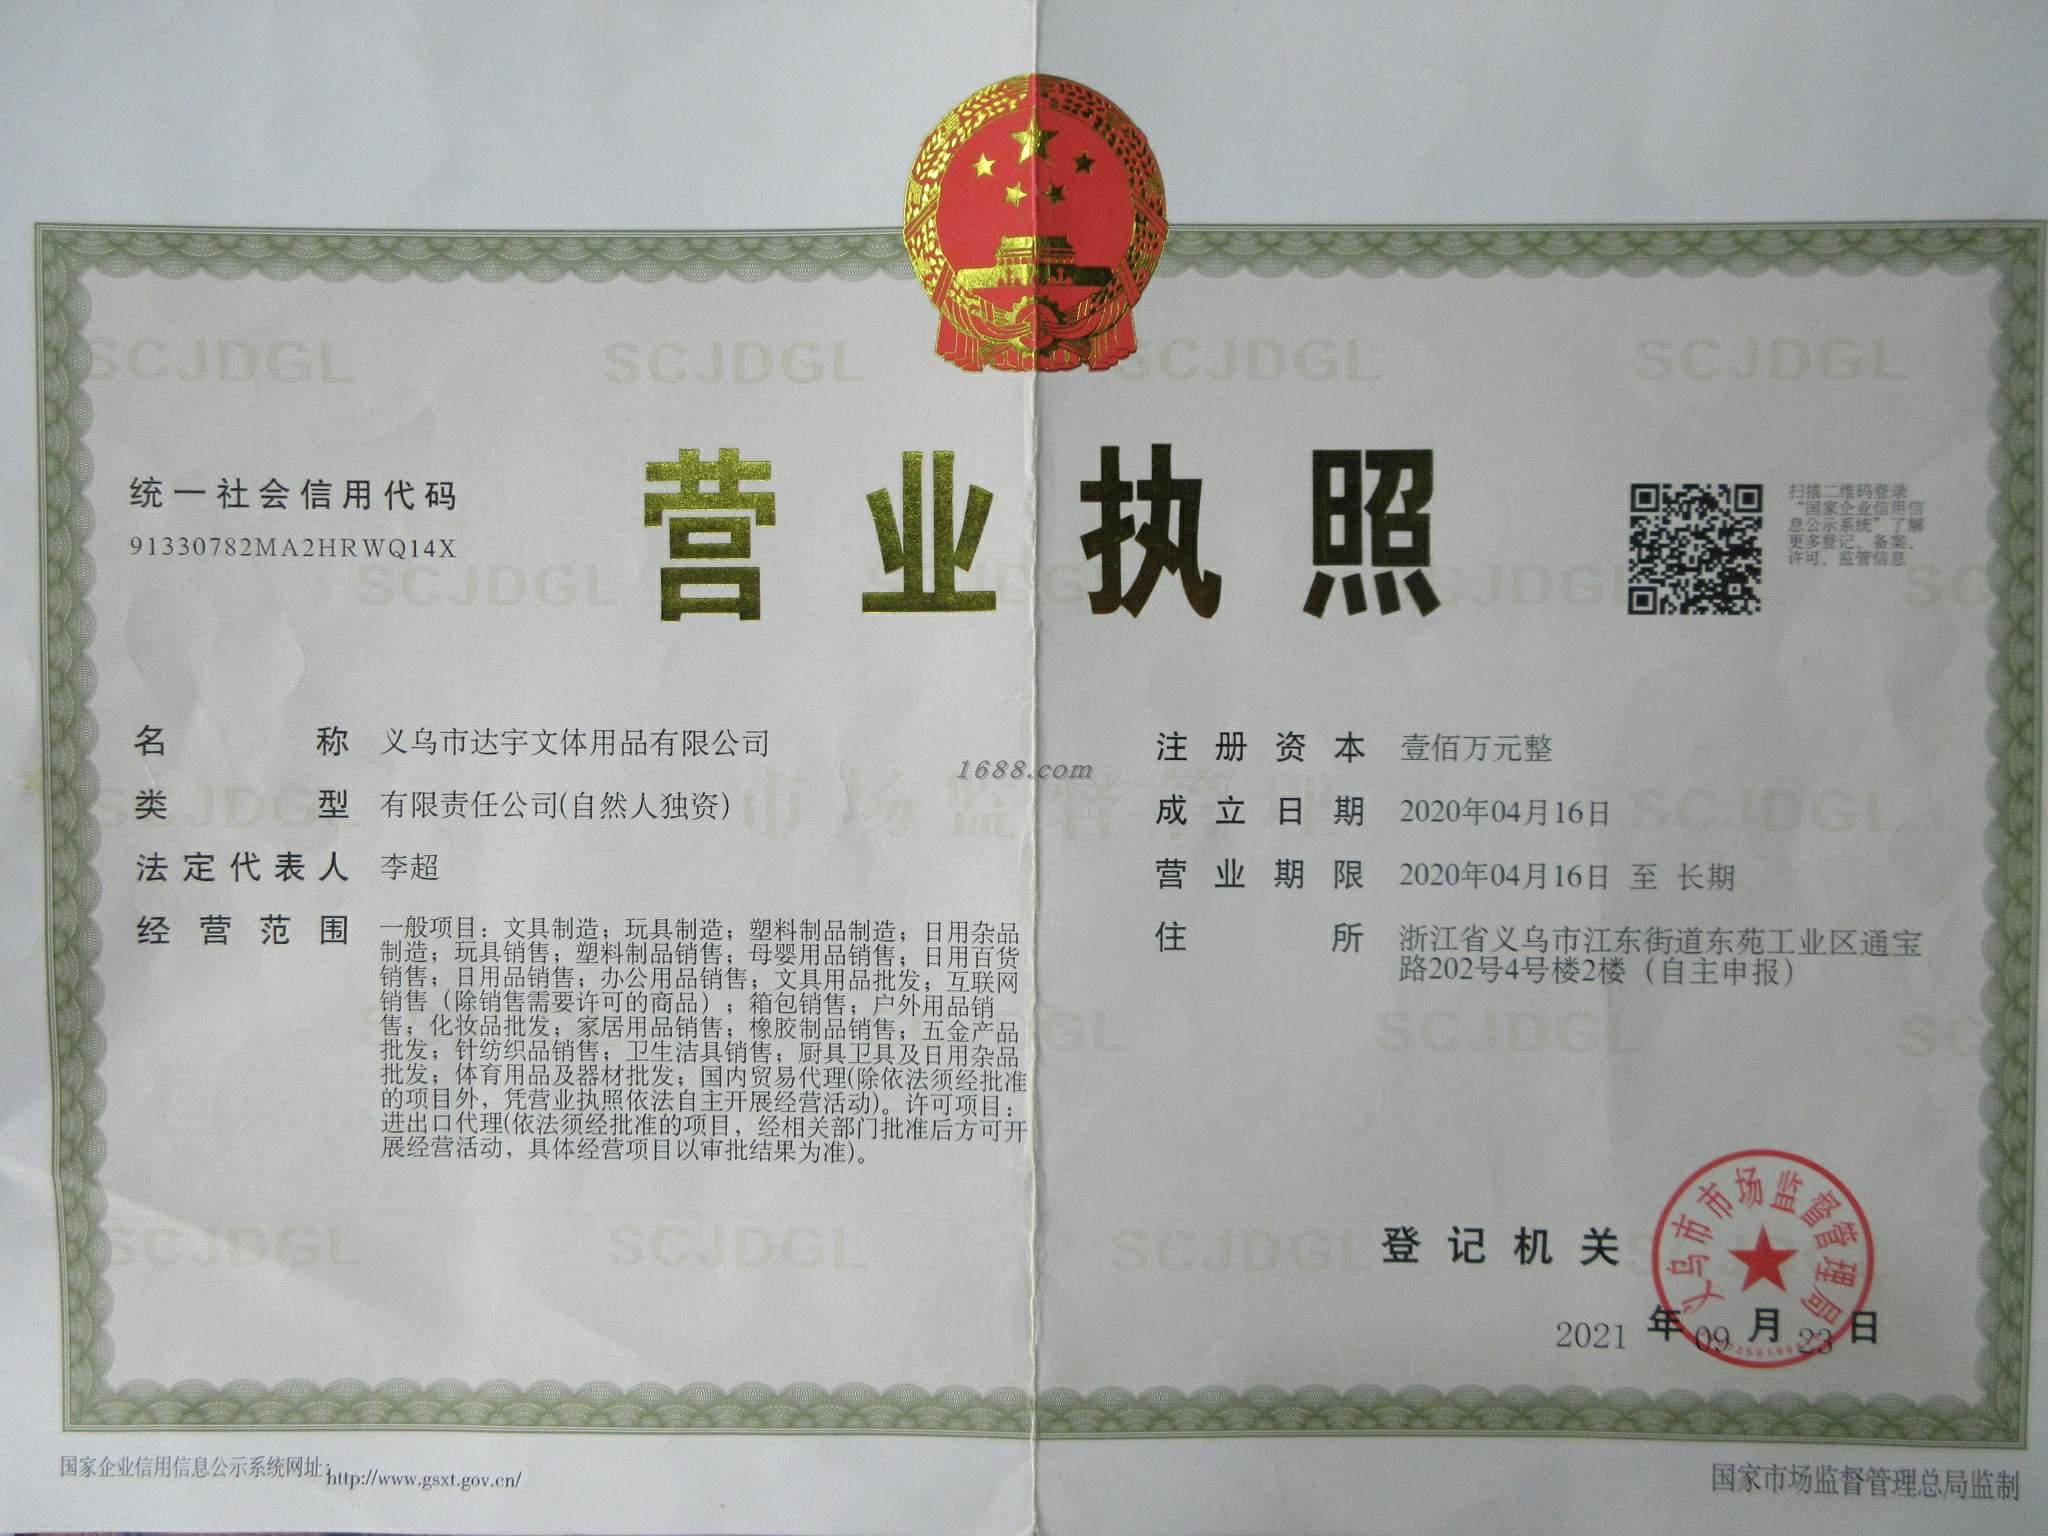 SCJDGL SCJDGL SCJDGL SCJDGL
营业执照
统一社会信用代码
91330782MA2HRWQ14X
扫描二维码登录
“国家企业信用信
息公示系统”了解
更多登记、备案、
许可、监管信息
SCJDGL SCJDGL
名称 义乌市达宇文体用品有限公司
类型 有限责任公司(自然人独资)
法定代表人 李超
经营范围 一般项目：文具制造；玩具制造；塑料制品制造；日用杂品
制造；玩具销售；塑料制品销售；母婴用品销售；日用百货
销售；日用品销售；办公用品销售；文具用品批发；互联网
销售（除销售需要许可的商品）；箱包销售；户外用品销
售；化妆品批发；家居用品销售；橡胶制品销售；五金产品
批发；针纺织品销售；卫生洁具销售；厨具卫具及日用杂品
批发；体育用品及器材批发；国内贸易代理(除依法须经批准
的项目外，凭营业执照依法自主开展经营活动)。许可项目：
进出口代理(依法须经批准的项目，经相关部门批准后方可开
展经营活动，具体经营项目以审批结果为准)。
1688.com
市场监督管理
注册资本 壹佰万元整
成立日期 2020年04月16日
营业期限 2020年04月16日 至 长期
住所 浙江省义乌市江东街道东苑工业区通宝
路202号4号楼2楼（自主申报）
SCJDGL SCJDGL
SCJDGL SCJDGL SCJDGL
登记机关
义乌市市场监督管理局
2021 年 09 月 23 日
国家企业信用信息公示系统网址：http://www.gsxt.gov.cn/
国家市场监督管理总局监制